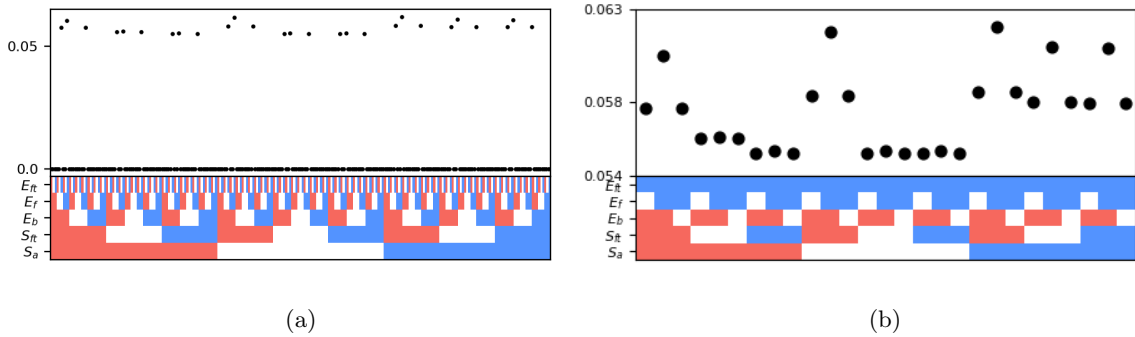 0.05
0.0
E_ft
E_f
E_b
S_ft
S_a
(a)
0.063
0.058
0.054
E_ft
E_f
E_b
S_ft
S_a
(b)